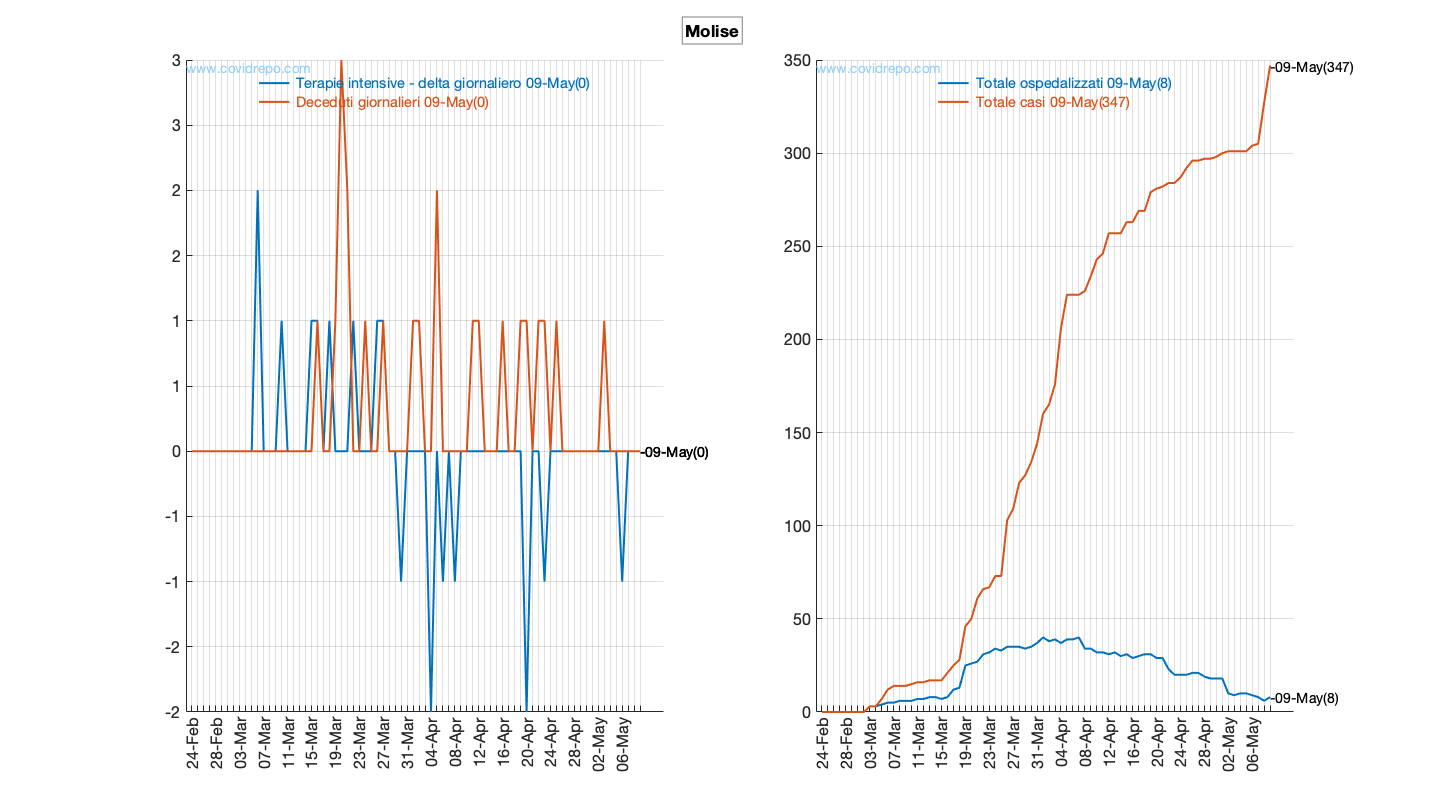 Molise
www.covidrepo.com
Terapie intensive - delta giornaliero 09-May(0)
Deceduti giornalieri 09-May(0)
3
3
2
2
1
1
0
-1
-1
-2
-2
-09-May(0)
24-Feb
28-Feb
03-Mar
07-Mar
11-Mar
15-Mar
19-Mar
23-Mar
27-Mar
31-Mar
04-Apr
08-Apr
12-Apr
16-Apr
20-Apr
24-Apr
28-Apr
02-May
06-May
www.covidrepo.com
Totale ospedalizzati 09-May(8)
Totale casi 09-May(347)
350
300
250
200
150
100
50
0
-09-May(347)
-09-May(8)
24-Feb
28-Feb
03-Mar
07-Mar
11-Mar
15-Mar
19-Mar
23-Mar
27-Mar
31-Mar
04-Apr
08-Apr
12-Apr
16-Apr
20-Apr
24-Apr
28-Apr
02-May
06-May